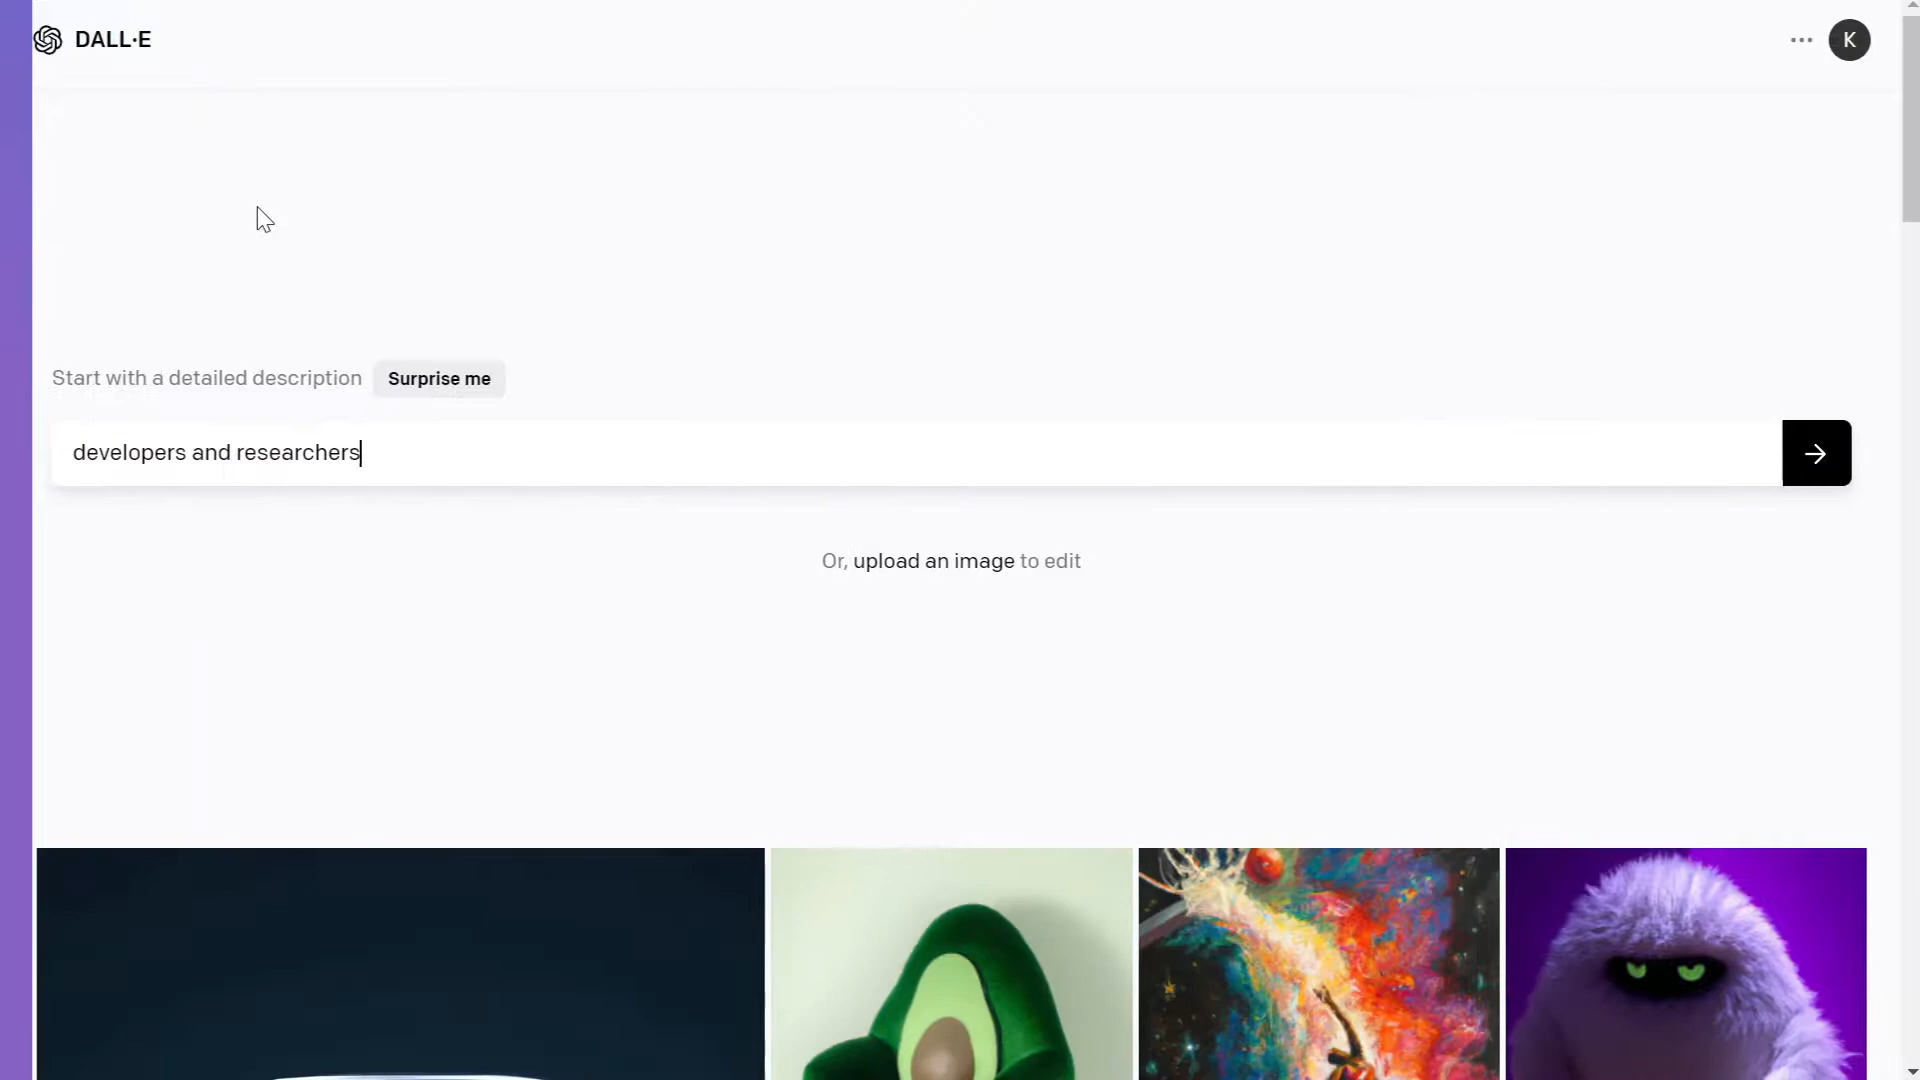 DALL·E
K
Start with a detailed description
Surprise me
developers and researchers
Or, upload an image to edit